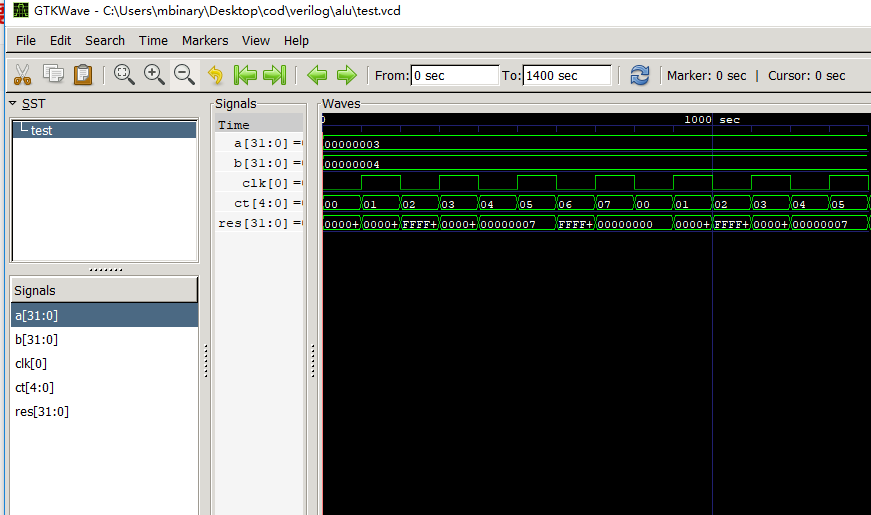 GTKWave - C:\Users\mbinary\Desktop\cod\verilog\alu\test.vcd
File Edit Search Time Markers View Help
From: 0 sec To: 1400 sec Marker: 0 sec | Cursor: 0 sec
SST
test
Signals
a[31:0]
b[31:0]
clk[0]
ct[4:0]
res[31:0]
Signals
Time
a[31:0] =
b[31:0] =
clk[0] =
ct[4:0] =
res[31:0] =
Waves
0 1000 sec
00000003
00000004
00 01 02 03 04 05 06 07 00 01 02 03 04 05
0000+ 0000+ FFFF+ 0000+ 00000007 FFFF+ 00000000 0000+ FFFF+ 0000+ 00000007